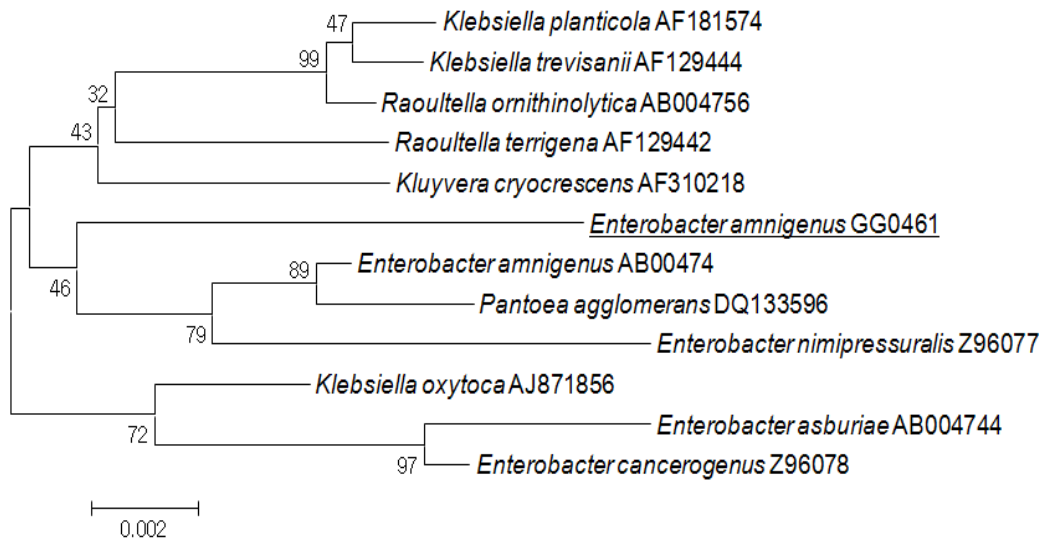 47
Klebsiella planticola AF181574
99
Klebsiella trevisanii AF129444
32
Raoultella ornithinolytica AB004756
43
Raoultella terrigena AF129442
Kluyvera cryocrescens AF310218
Enterobacter amnigenus GG0461
89
Enterobacter amnigenus AB00474
46
Pantoea agglomerans DQ133596
79
Enterobacter nimipressuralis Z96077
Klebsiella oxytoca AJ871856
72
Enterobacter asburiae AB004744
97
Enterobacter cancerogenus Z96078
0.002